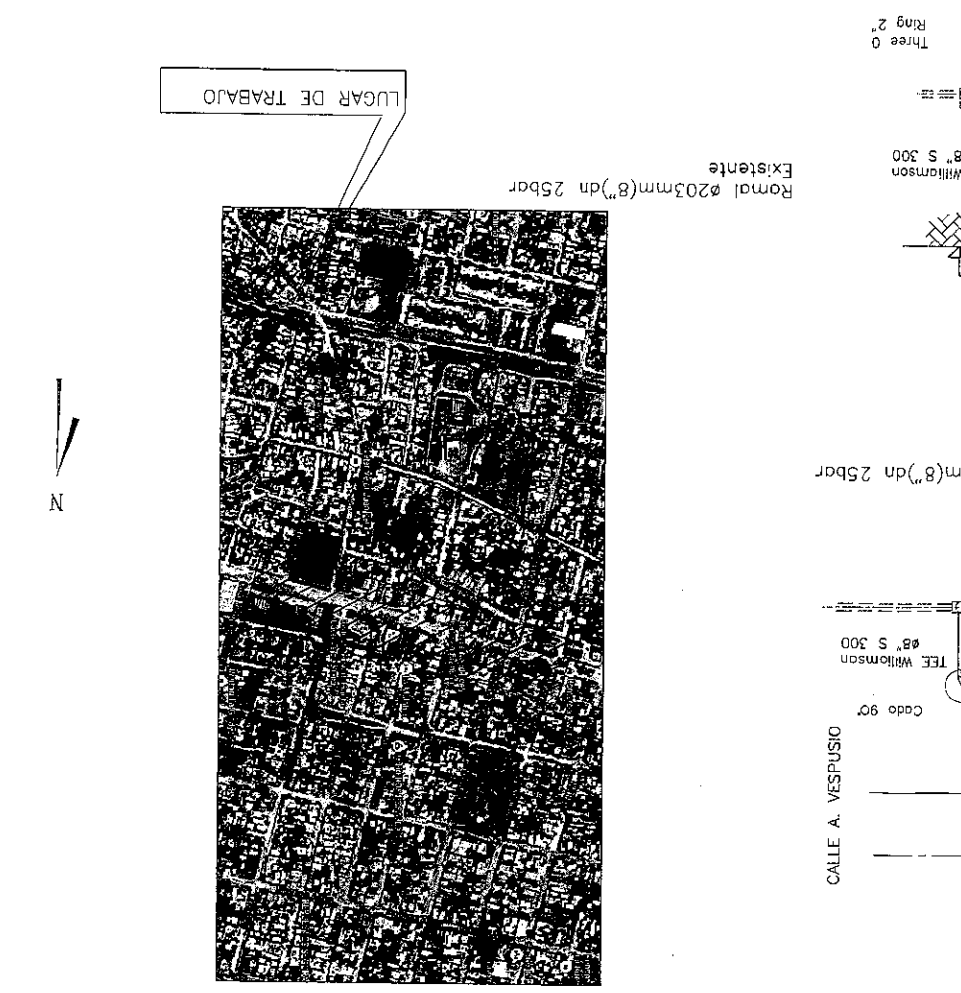 CALLE A. VESPUSIO
Codo 90°
TEE Williamson
ø8" S 300
m(8")dn 25bar
N
Williamson
8" S 300
Ramal ø203mm(8")dn 25bar
Existente
LUGAR DE TRABAJO
Three O
Ring 2"